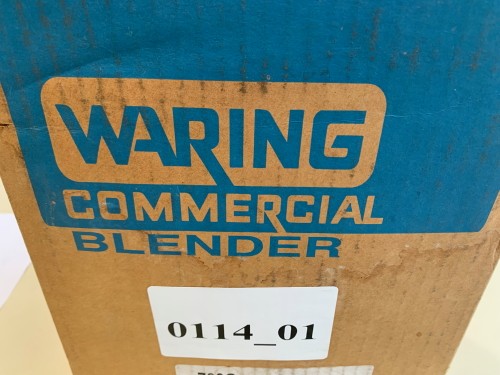 WARING
COMMERCIAL
BLENDER
0114_01